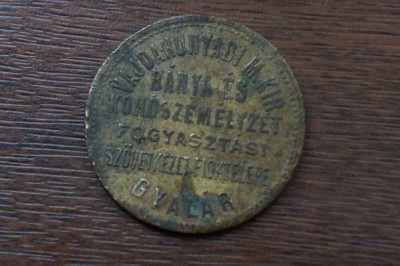 VAJDAHUNYADI M. KIR.
BÁNYA ÉS
KOHÓSZEMÉLYZET
FOGYASZTÁSI
SZÖVETKEZET FIÓKTELEPE
GYALÁR